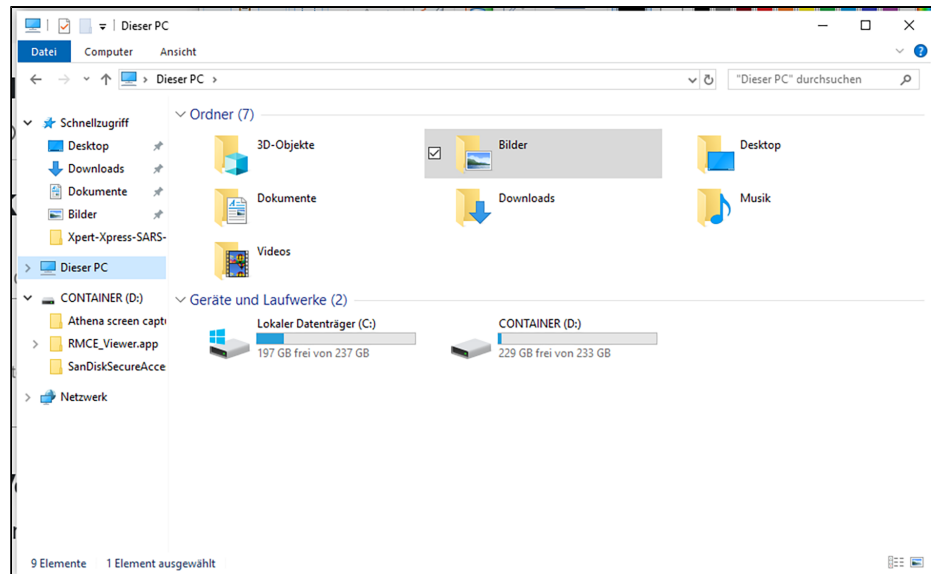 Dieser PC
Datei Computer Ansicht
Dieser PC
"Dieser PC" durchsuchen
Schnellzugriff
Desktop
Downloads
Dokumente
Bilder
Xpert-Xpress-SARS-
Dieser PC
CONTAINER (D:)
Athena screen capt
RMCE_Viewer.app
SanDiskSecureAcce
Netzwerk
Ordner (7)
3D-Objekte
Bilder
Desktop
Dokumente
Downloads
Musik
Videos
Geräte und Laufwerke (2)
Lokaler Datenträger (C:)
197 GB frei von 237 GB
CONTAINER (D:)
229 GB frei von 233 GB
9 Elemente 1 Element ausgewählt